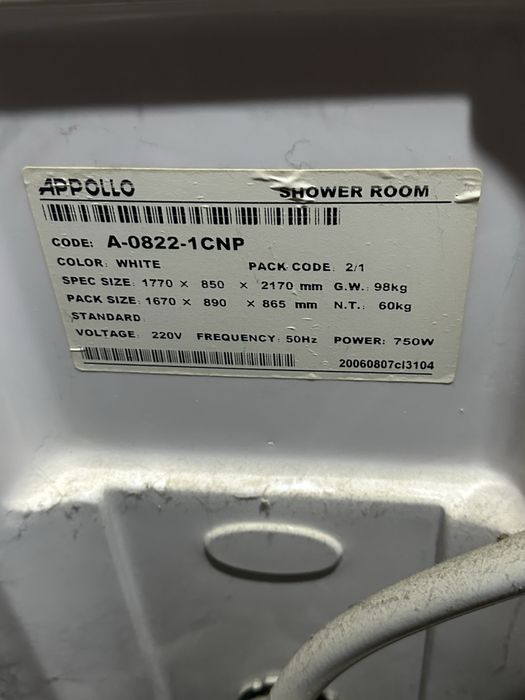 APPOLLO SHOWER ROOM
CODE: A-0822-1CNP
COLOR: WHITE PACK CODE: 2/1
SPEC SIZE: 1770 × 850 × 2170 mm G.W.: 98kg
PACK SIZE: 1670 × 890 × 865 mm N.T.: 60kg
STANDARD:
VOLTAGE: 220V FREQUENCY: 50Hz POWER: 750W
20060807cl3104